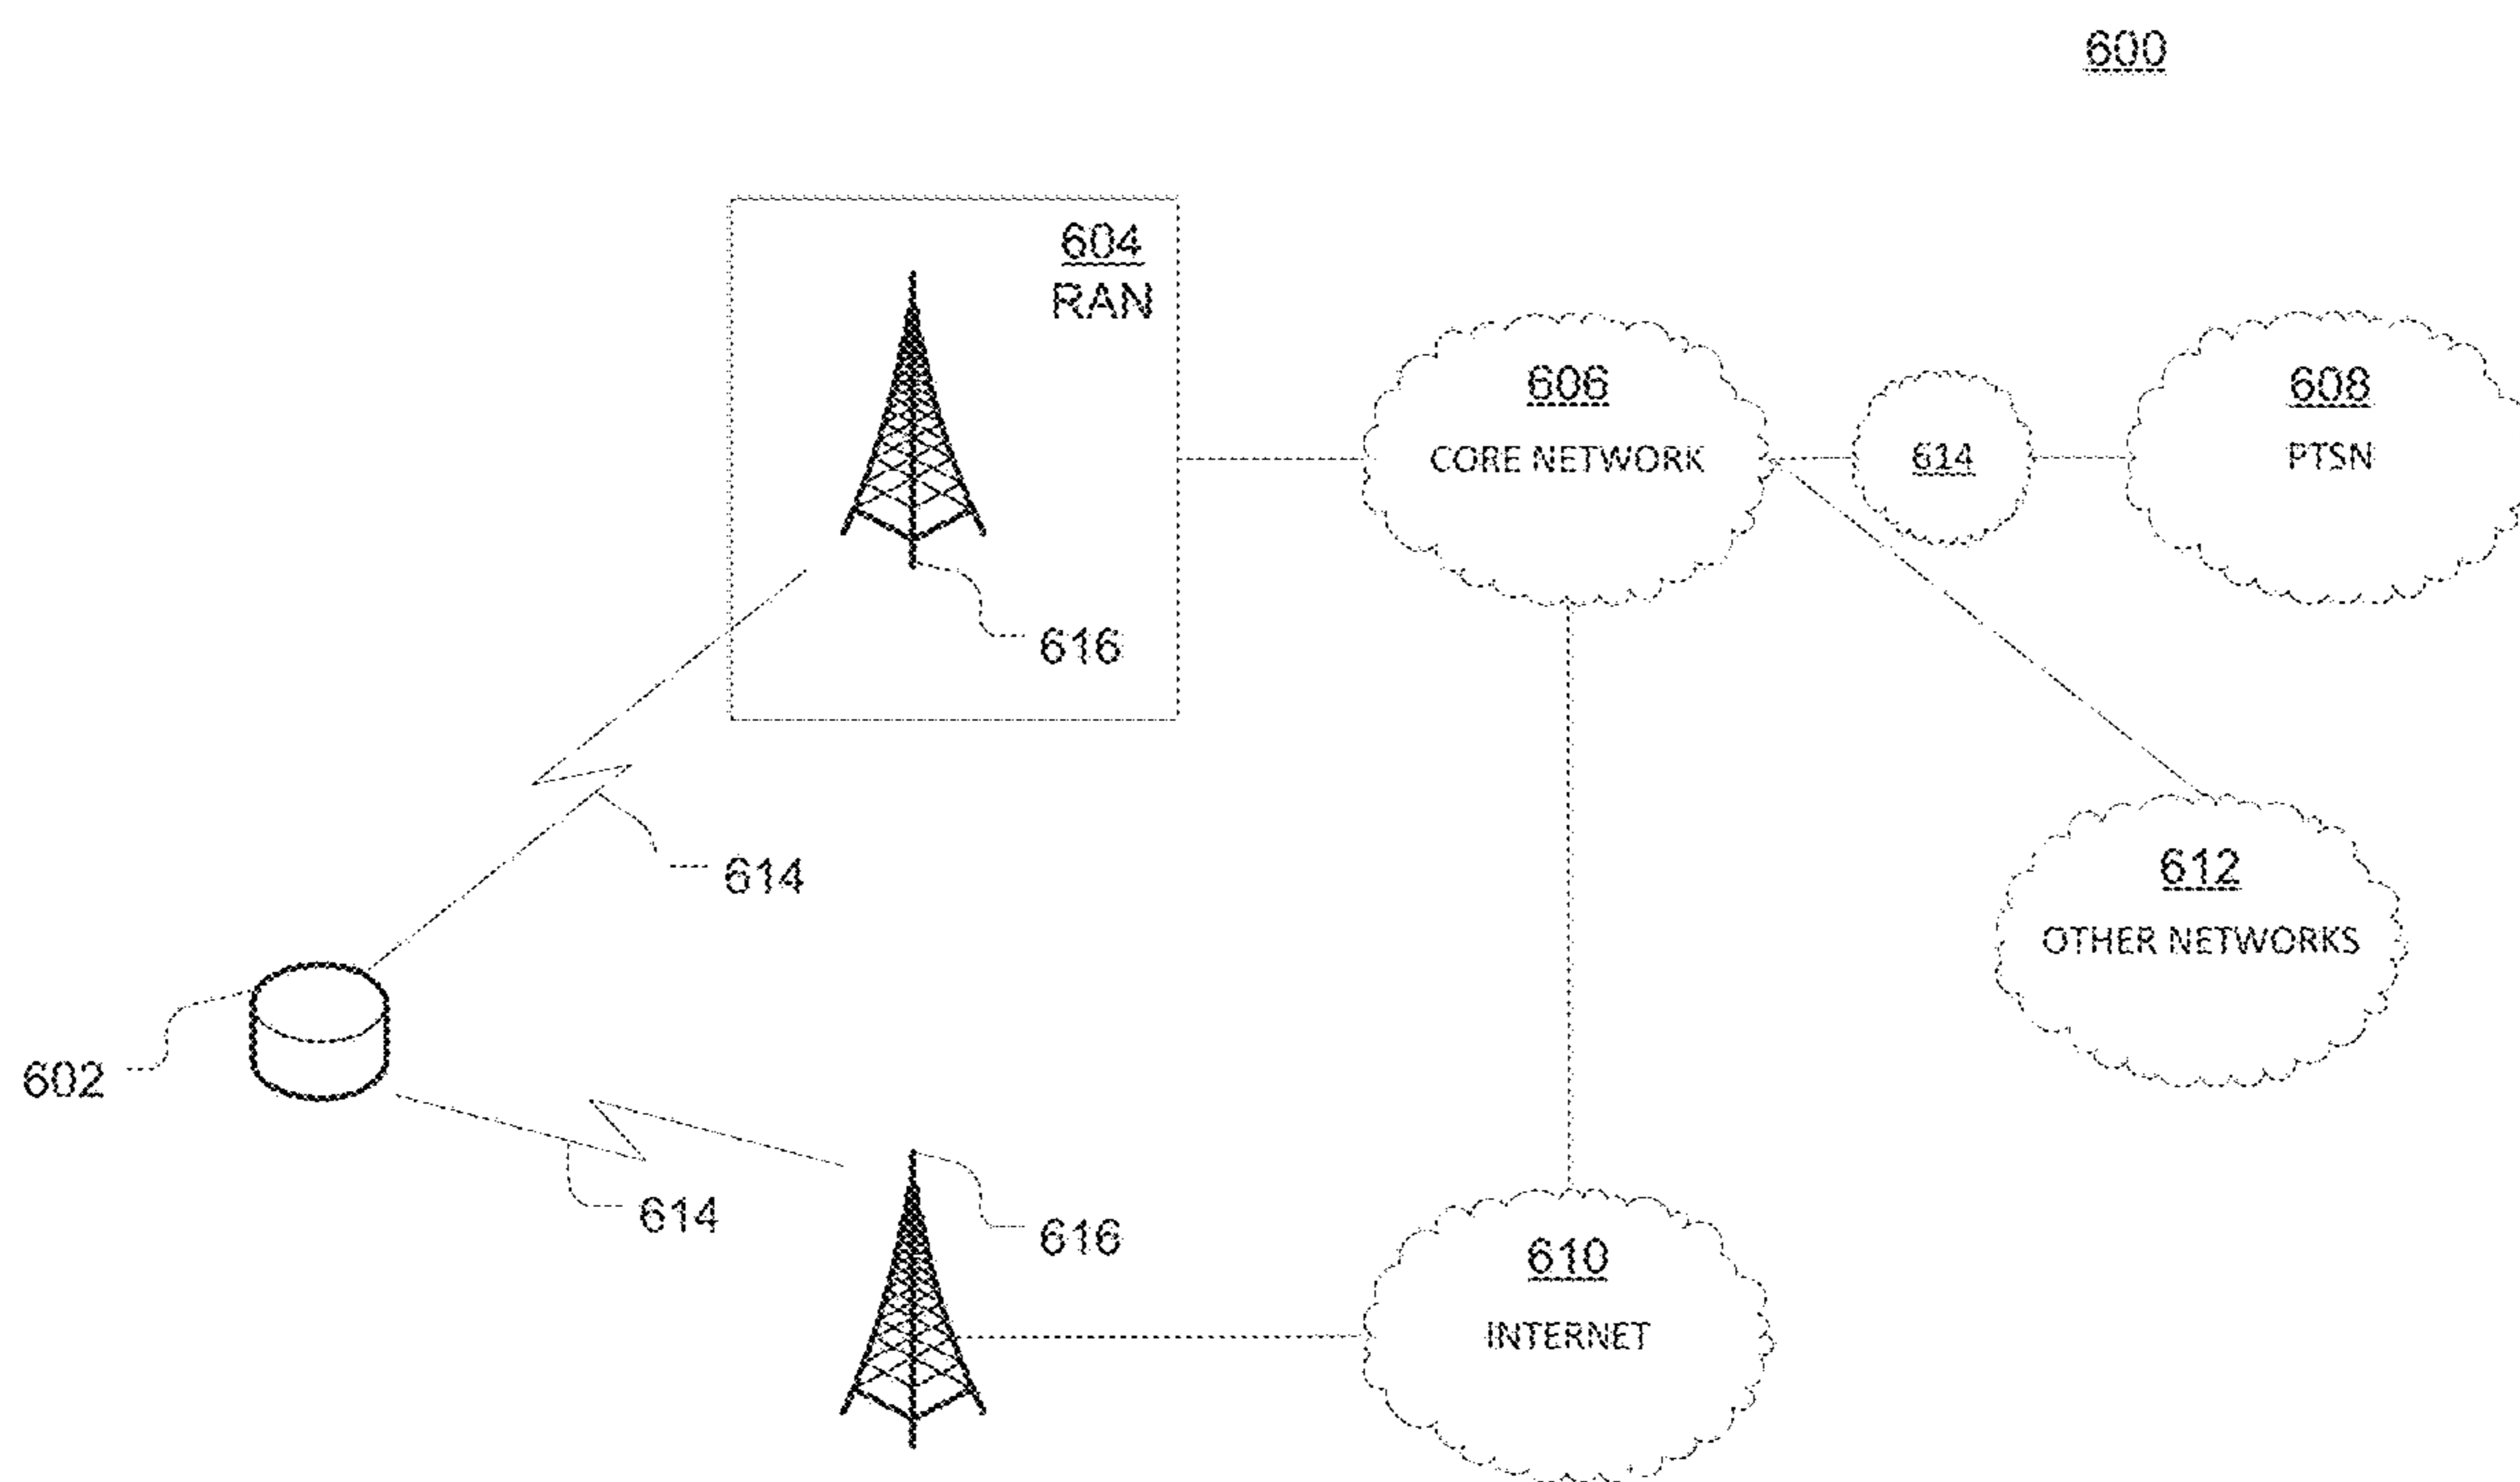 600
604
RAN
606
CORE NETWORK
614
608
PTSN
616
614
612
OTHER NETWORKS
602
614
616
610
INTERNET